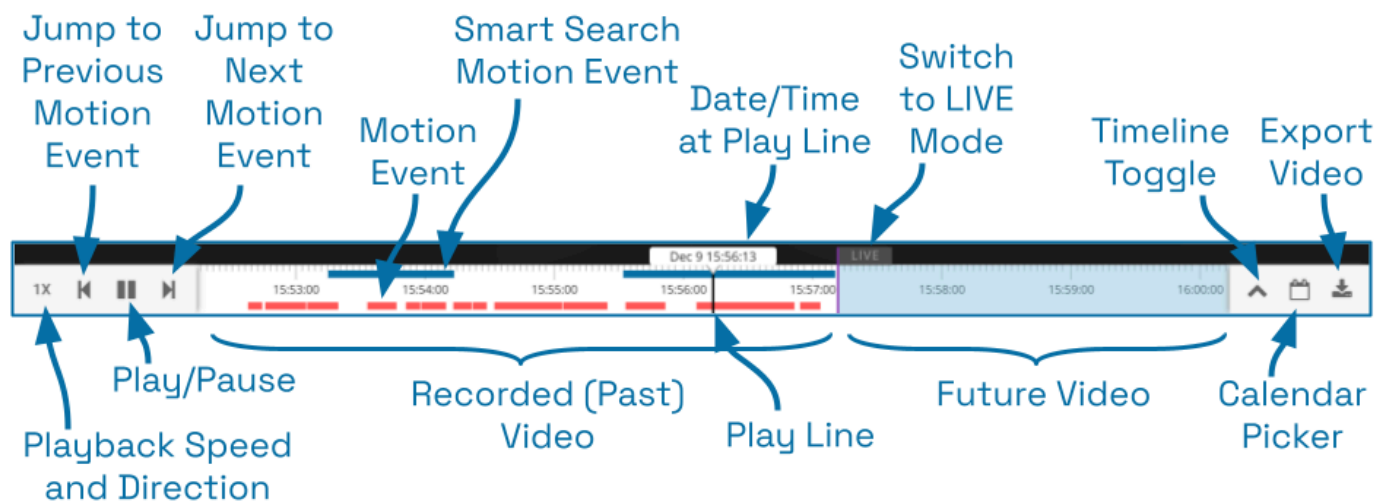 Jump to
Previous
Motion
Event
Jump to
Next
Motion
Event
Motion
Event
Smart Search
Motion Event
Date/Time
at Play Line
Switch
to LIVE
Mode
Timeline
Toggle
Export
Video
Dec 9 15:56:13
LIVE
1X
15:53:00
15:54:00
15:55:00
15:56:00
15:57:00
15:58:00
15:59:00
16:00:00
Play/Pause
Playback Speed
and Direction
Recorded (Past)
Video
Play Line
Future Video
Calendar
Picker